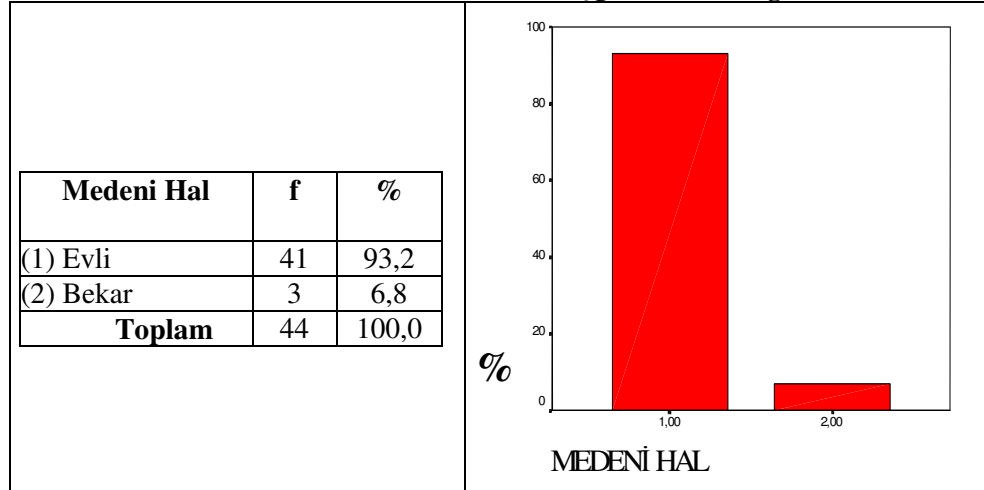 Medeni Hal f %
(1) Evli 41 93,2
(2) Bekar 3 6,8
Toplam 44 100,0
100
80
60
40
20
0
%
1,00 2,00
MEDENİ HAL